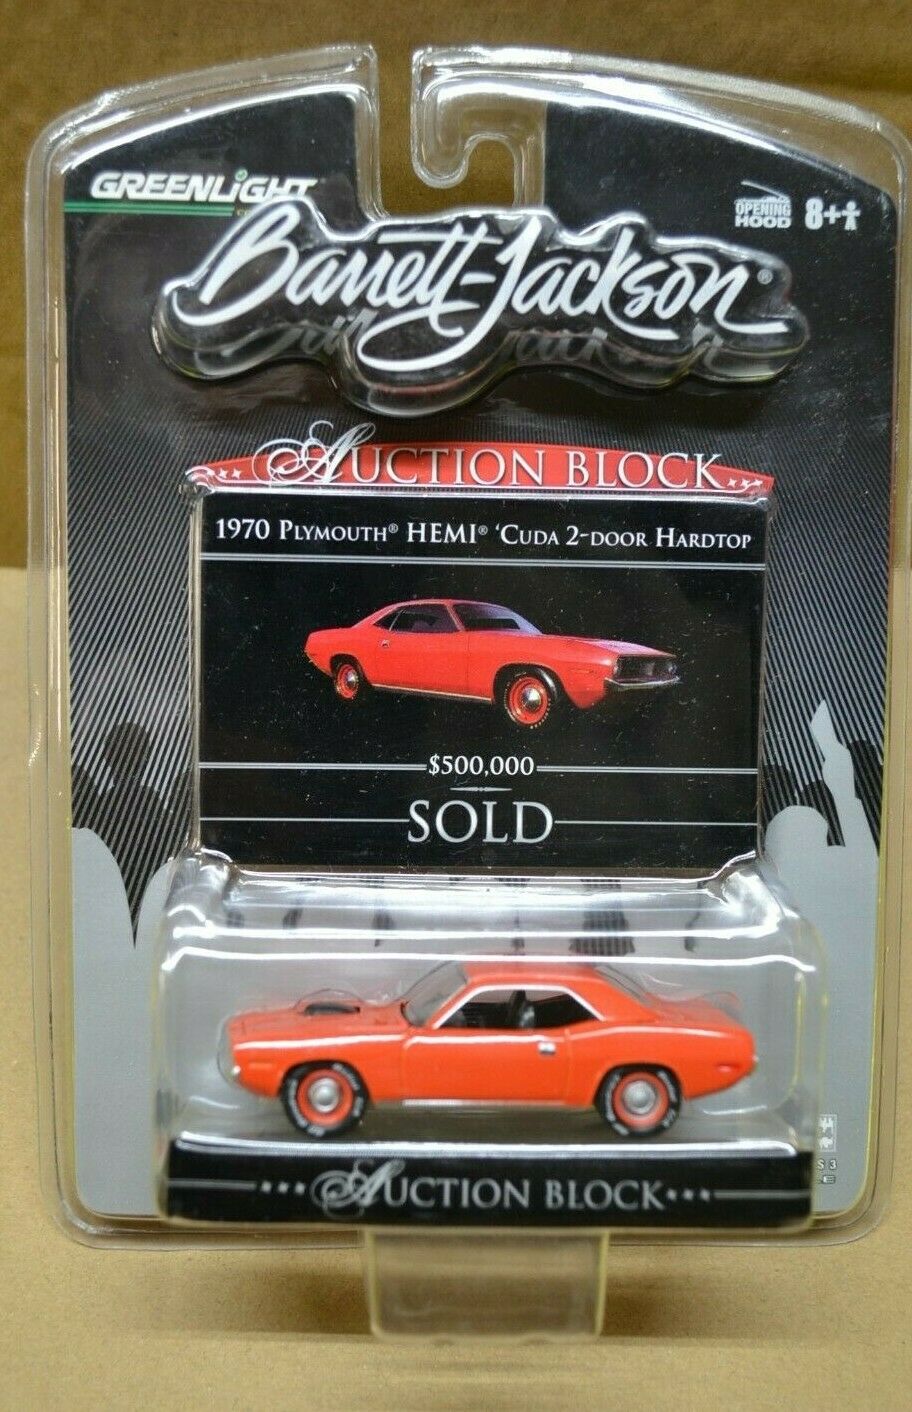 GREENLiGHT
OPENING
HOOD
8+
Barrett-Jackson®
AUCTION BLOCK
1970 PLYMOUTH® HEMI® ‘CUDA 2-DOOR HARDTOP
$500,000
SOLD
AUCTION BLOCK
S 3